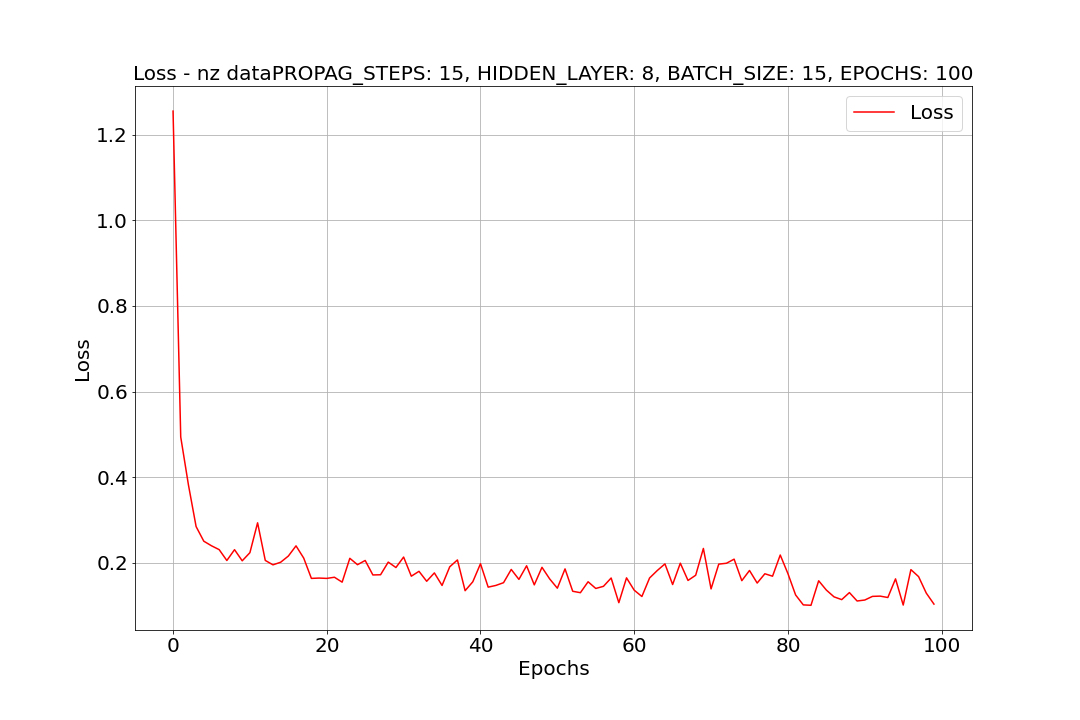 Loss - nz dataPROPAG_STEPS: 15, HIDDEN_LAYER: 8, BATCH_SIZE: 15, EPOCHS: 100
Loss
1.2
1.0
0.8
0.6
0.4
0.2
Loss
0 20 40 60 80 100
Epochs